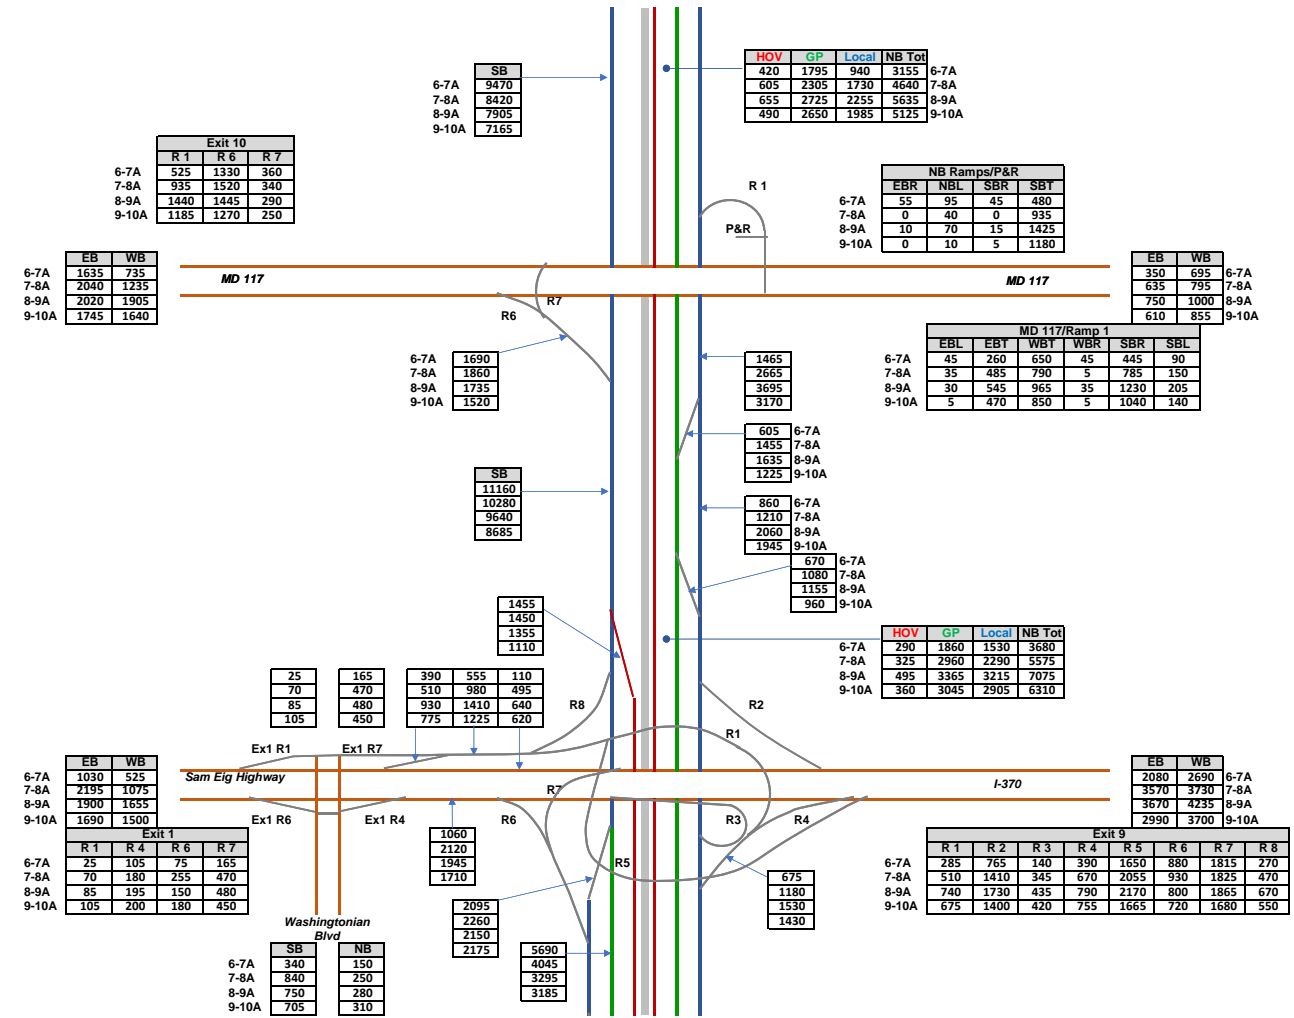 HOV GP Local NB Tot
420 1795 940 3155 6-7A
605 2305 1730 4640 7-8A
655 2725 2255 5635 8-9A
490 2650 1985 5125 9-10A
SB
6-7A 9470
7-8A 8420
8-9A 7905
9-10A 7165
Exit 10
R 1 R 6 R 7
6-7A 525 1330 360
7-8A 935 1520 340
8-9A 1440 1445 290
9-10A 1185 1270 250
R 1
P&R
NB Ramps/P&R
EBR NBL SBR SBT
6-7A 55 95 45 480
7-8A 0 40 0 935
8-9A 10 70 15 1425
9-10A 0 10 5 1180
EB WB
6-7A 1635 735
7-8A 2040 1235
8-9A 2020 1905
9-10A 1745 1640
MD 117
MD 117
EB WB
350 695 6-7A
635 795 7-8A
750 1000 8-9A
610 855 9-10A
R7
R6
MD 117/Ramp 1
EBL EBT WBT WBR SBR SBL
6-7A 45 260 650 45 445 90
7-8A 35 485 790 5 785 150
8-9A 30 545 965 35 1230 205
9-10A 5 470 850 5 1040 140
6-7A 1690
7-8A 1860
8-9A 1735
9-10A 1520
1465
2665
3695
3170
605 6-7A
1455 7-8A
1635 8-9A
1225 9-10A
SB
11160
10280
9640
8685
860 6-7A
1210 7-8A
2060 8-9A
1945 9-10A
670 6-7A
1080 7-8A
1155 8-9A
960 9-10A
1455
1450
1355
1110
HOV GP Local NB Tot
6-7A 290 1860 1530 3680
7-8A 325 2960 2290 5575
8-9A 495 3365 3215 7075
9-10A 360 3045 2905 6310
25
70
85
105
165
470
480
450
390 555 110
510 980 495
930 1410 640
775 1225 620
R8
R2
R1
Ex1 R1
Ex1 R7
EB WB
6-7A 1030 525
7-8A 2195 1075
8-9A 1900 1655
9-10A 1690 1500
Sam Eig Highway
I-370
EB WB
2080 2690 6-7A
3570 3730 7-8A
3670 4235 8-9A
2990 3700 9-10A
R7
Ex1 R6
Ex1 R4
R6
R3
R4
R5
Exit 1
R 1 R 4 R 6 R 7
6-7A 25 105 75 165
7-8A 70 180 255 470
8-9A 85 195 150 480
9-10A 105 200 180 450
1060
2120
1945
1710
Exit 9
R 1 R 2 R 3 R 4 R 5 R 6 R 7 R 8
6-7A 285 765 140 390 1650 880 1815 270
7-8A 510 1410 345 670 2055 930 1825 470
8-9A 740 1730 435 790 2170 800 1865 670
9-10A 675 1400 420 755 1665 720 1680 550
675
1180
1530
1430
2095
2260
2150
2175
Washingtonian
Blvd
5690
4045
3295
3185
SB NB
6-7A 340 150
7-8A 840 250
8-9A 750 280
9-10A 705 310